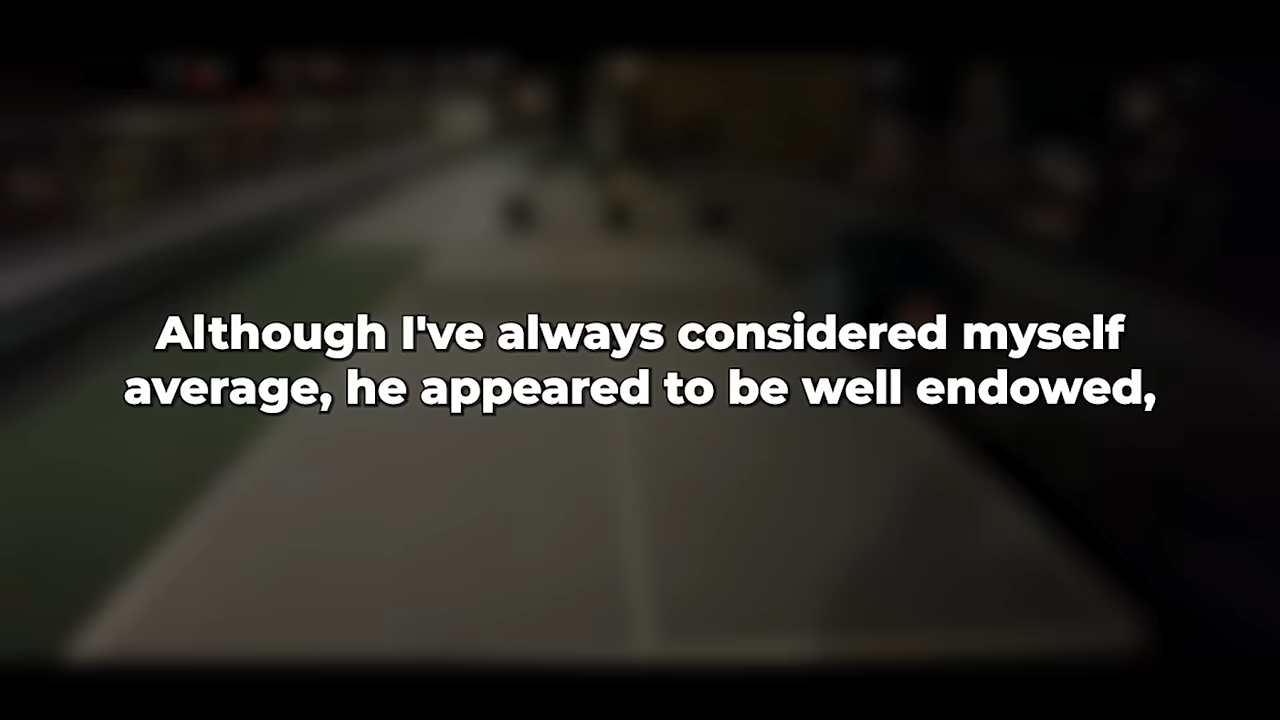 Although I've always considered myself
average, he appeared to be well endowed,